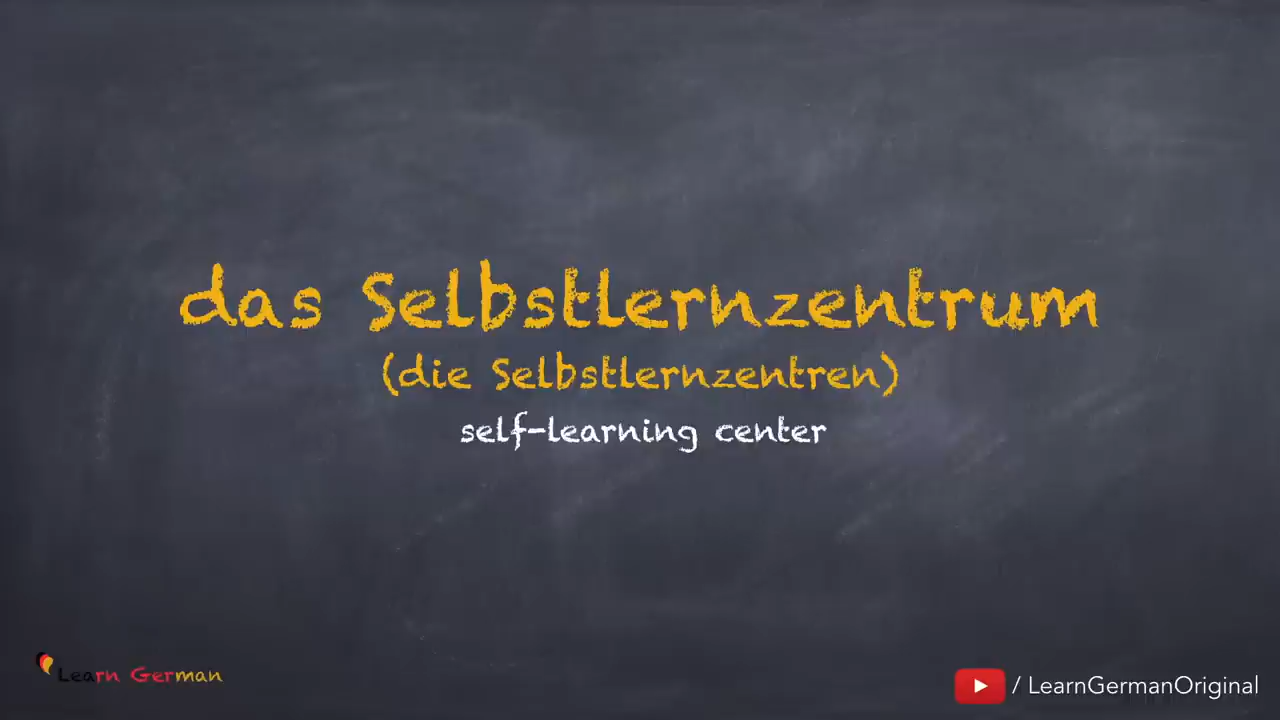 das Selbstlernzentrum
(die Selbstlernzentren)
self-learning center
Learn German
/ LearnGermanOriginal